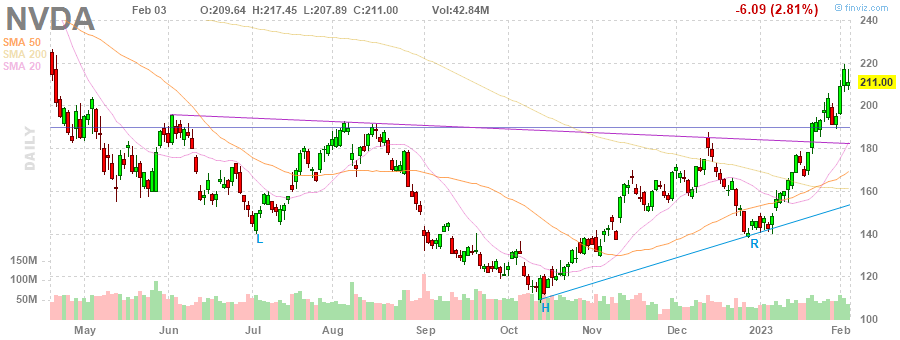 NVDA Feb 03 O:209.64 H:217.45 L:207.89 C:211.00 Vol:42.84M -6.09 (2.81%) finviz.com
SMA 50
SMA 200
SMA 20
DAILY
240
220
211.00
200
180
160
140
120
100
150M
100M
50M
L
H
R
May Jun Jul Aug Sep Oct Nov Dec 2023 Feb